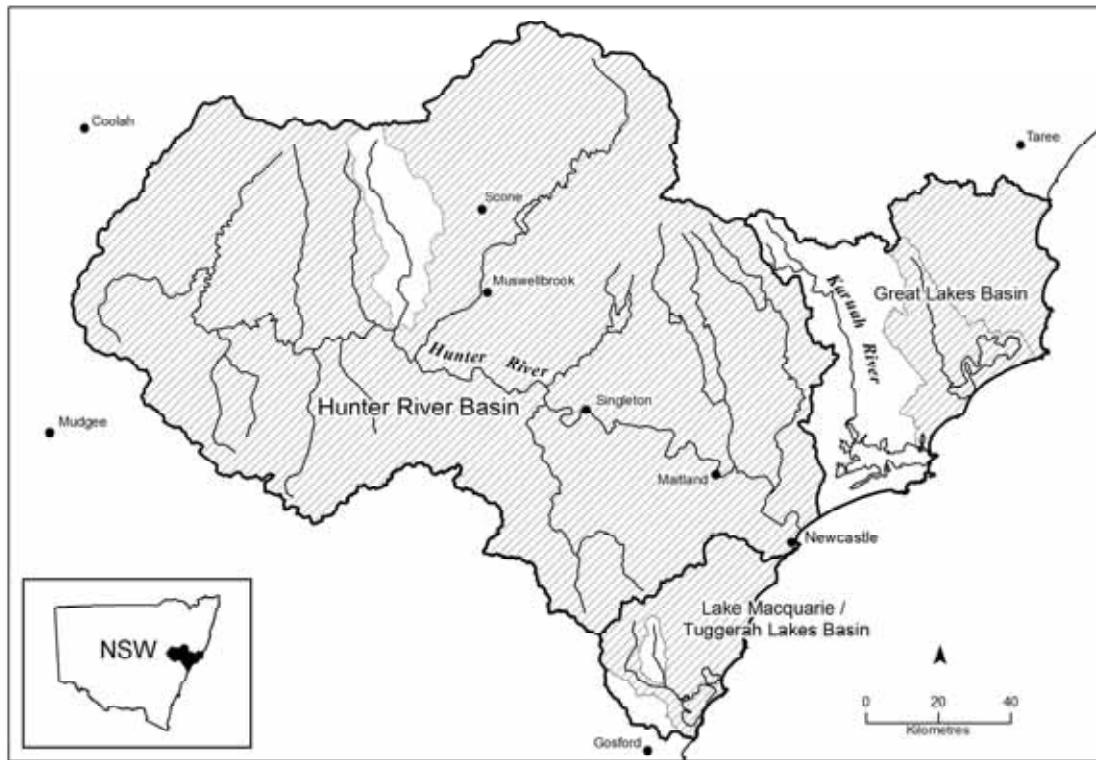 Coolah
Taree
Scone
Muswellbrook
Karuah
River
Great Lakes Basin
Hunter River
Hunter River Basin
Singleton
Mudgee
Maitland
Newcastle
Lake Macquarie /
Tuggerah Lakes Basin
NSW
0 20 40
Kilometres
Gosford